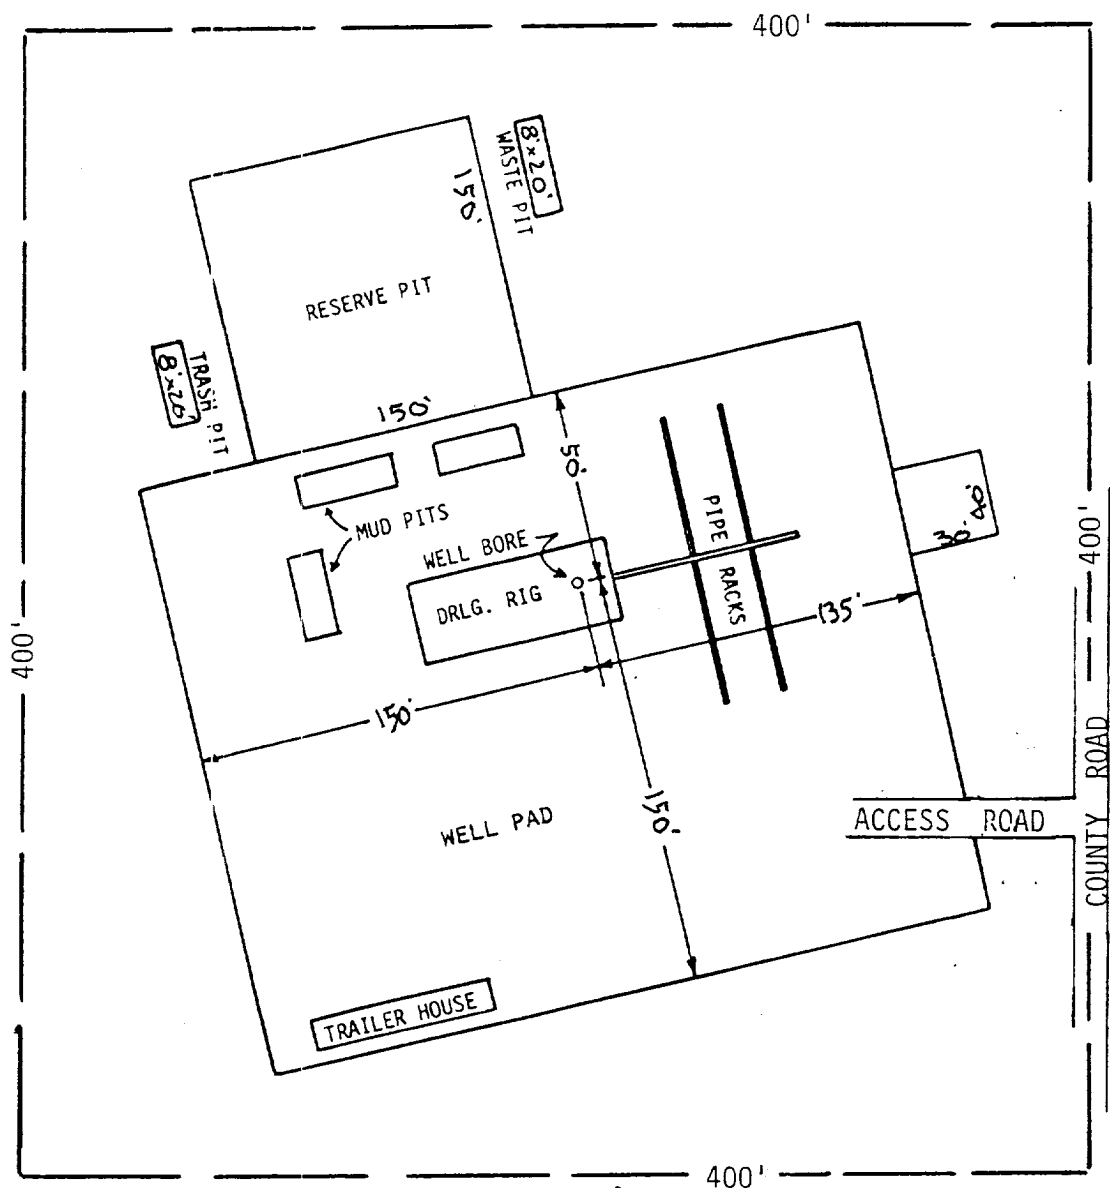 400'
8'x20'
WASTE PIT
150'
RESERVE PIT
TRASH PIT
8'x20'
150'
50'
MUD PITS
PIPE RACKS
40'
30'
WELL BORE
400'
DRLG. RIG
135'
400'
150'
150'
WELL PAD
ACCESS ROAD
COUNTY ROAD
TRAILER HOUSE
400'